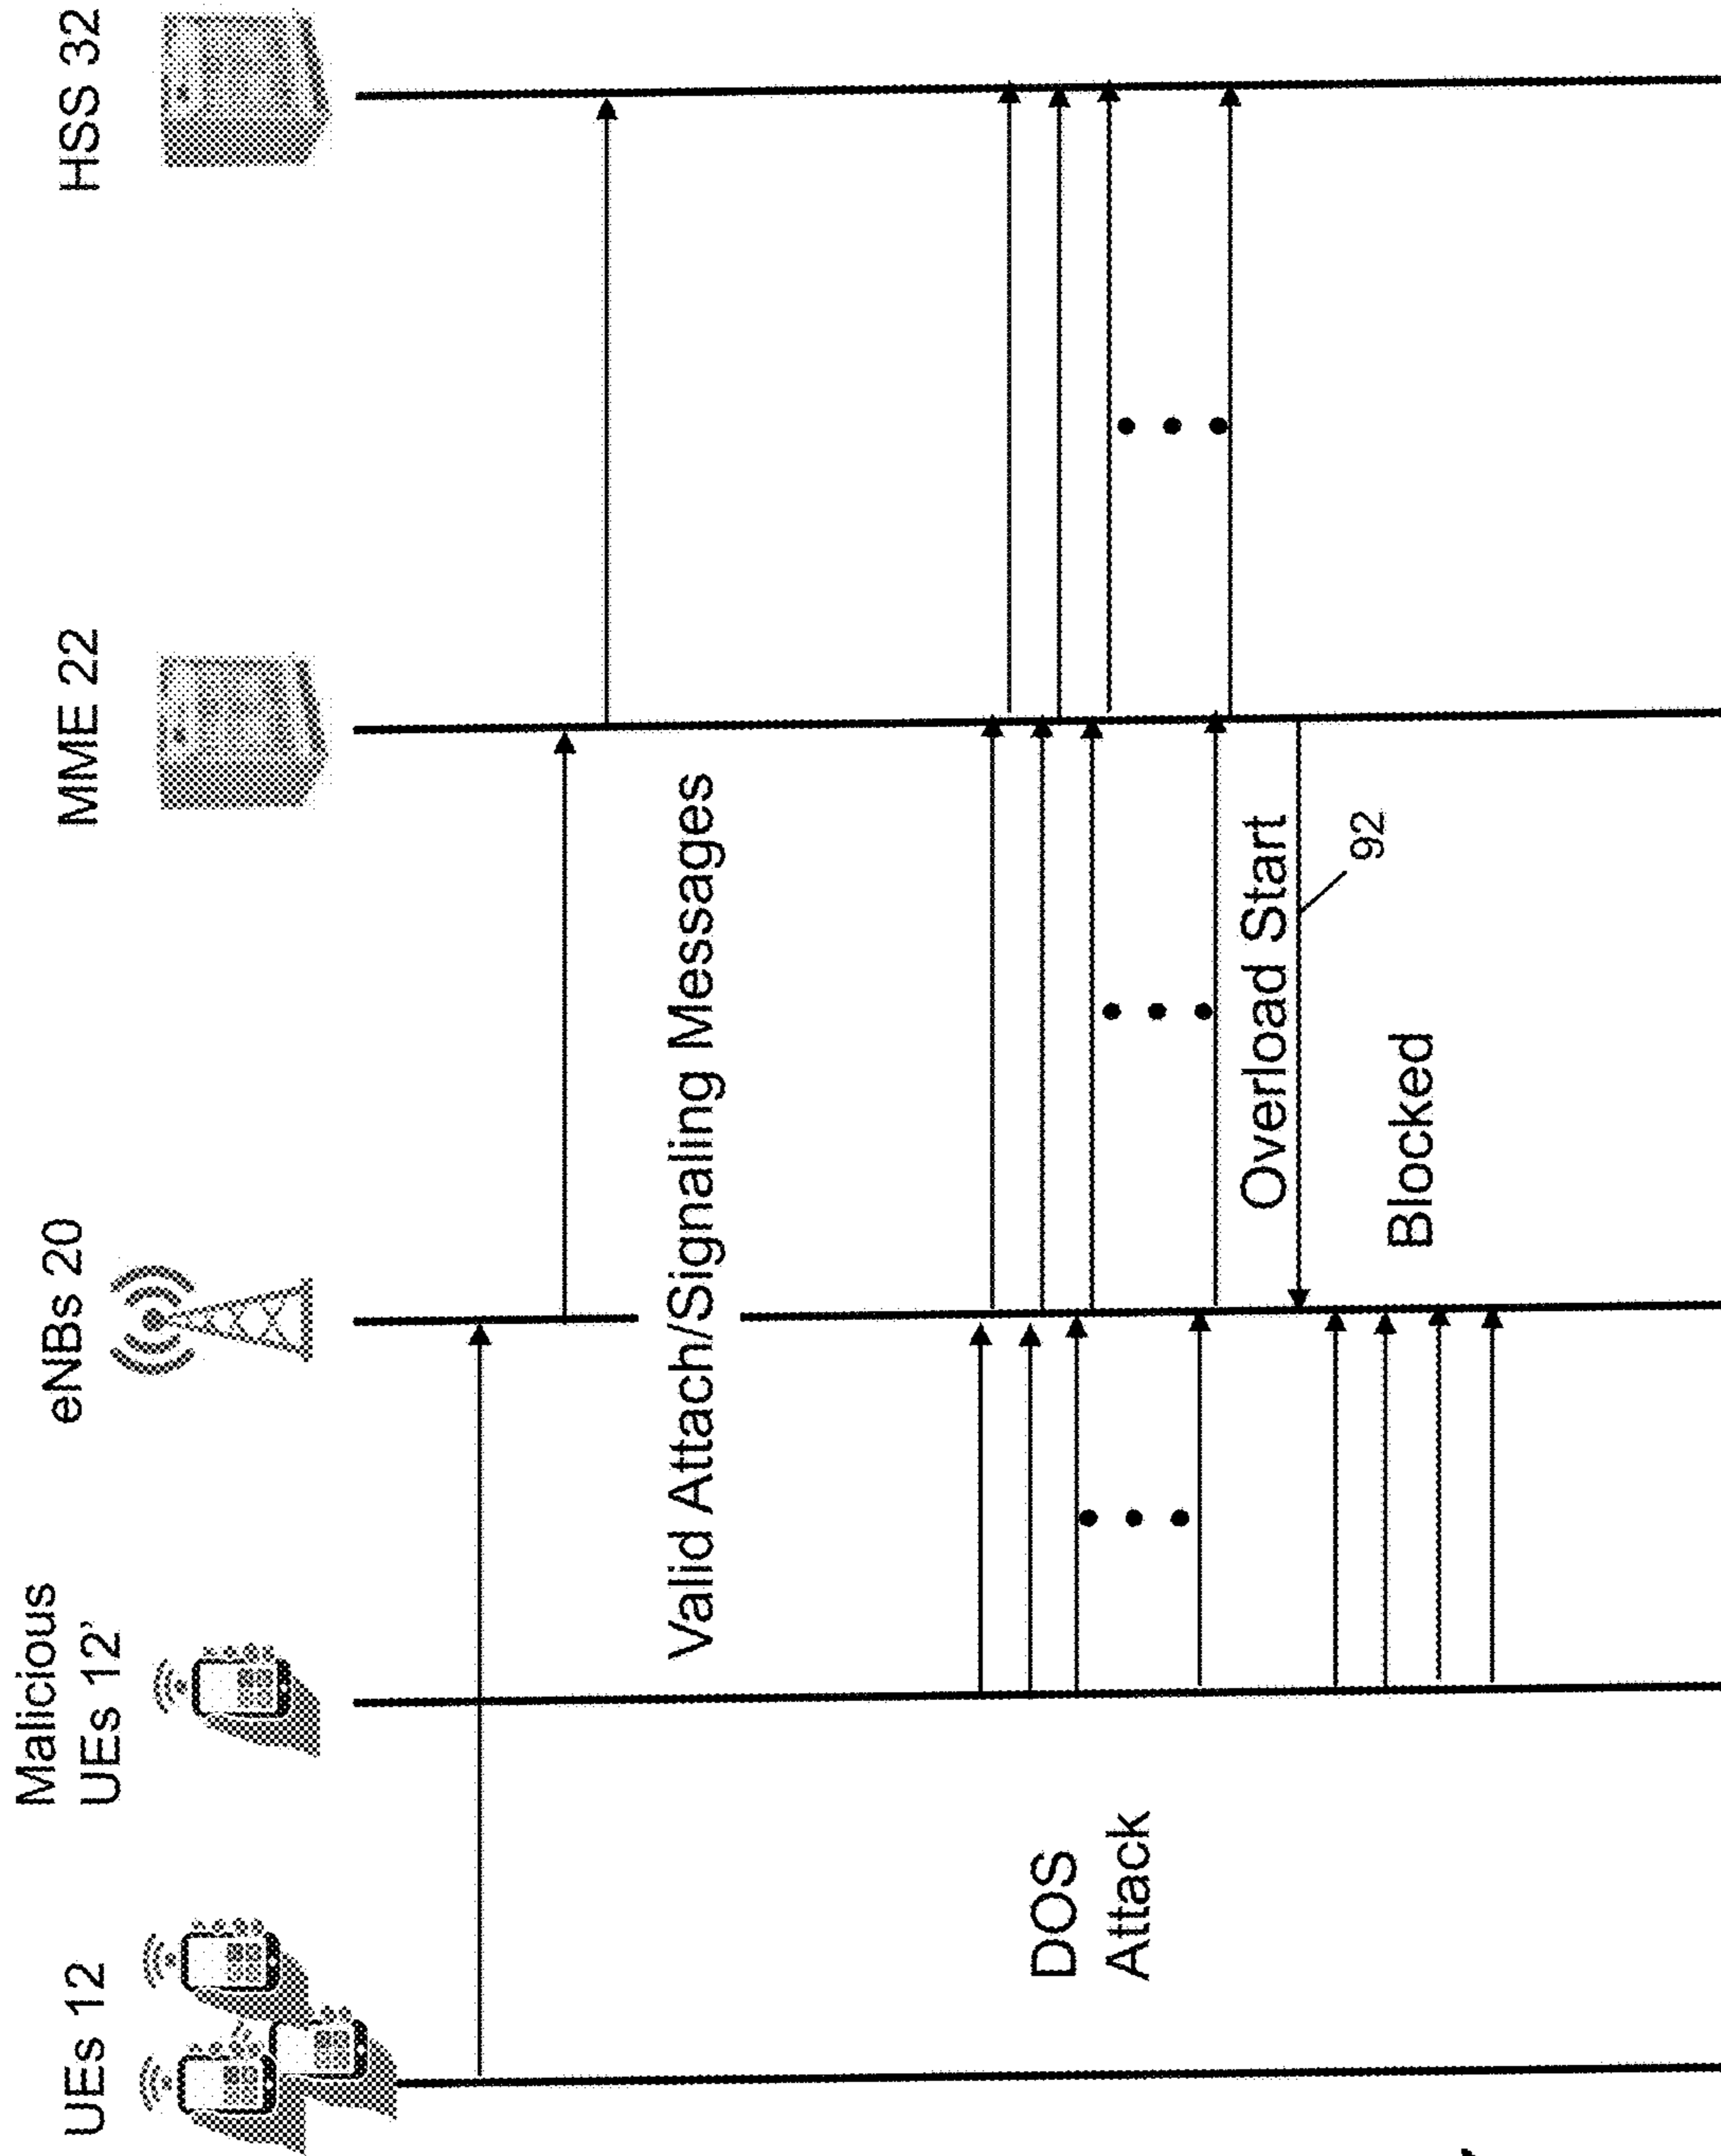 UEs 12
Malicious
UEs 12'
eNBs 20
MME 22
HSS 32
Valid Attach/Signaling Messages
DOS
Attack
Overload Start
92
Blocked